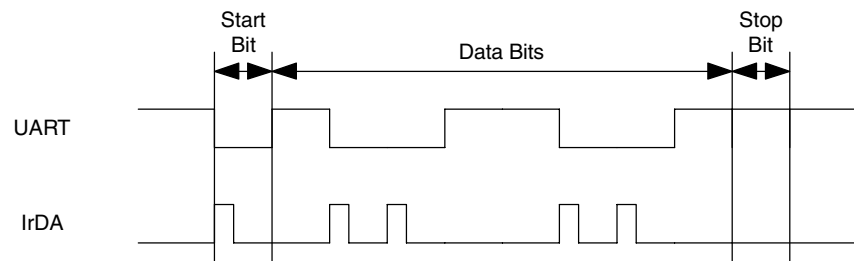 Start
Bit
Data Bits
Stop
Bit
UART
IrDA